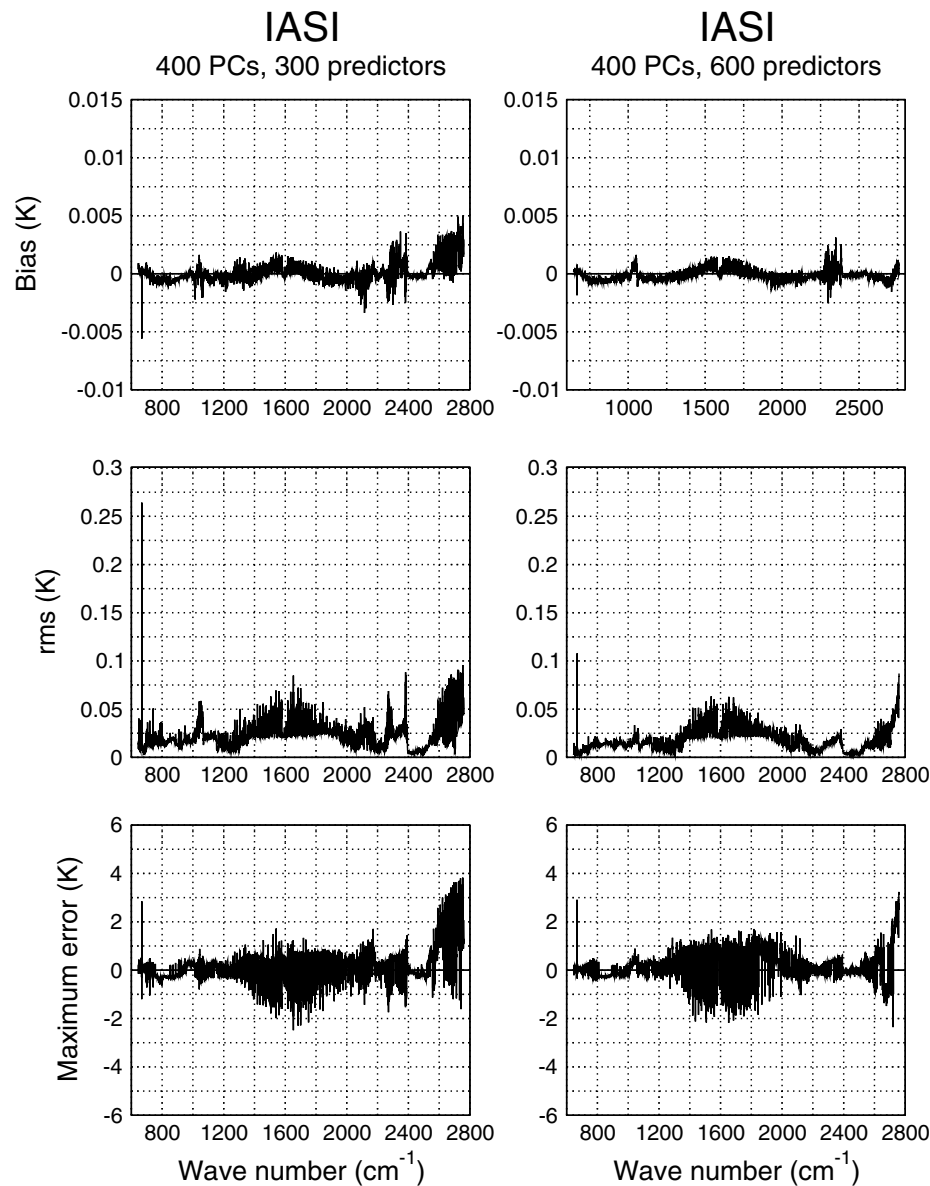 IASI
400 PCs, 300 predictors
IASI
400 PCs, 600 predictors
Bias (K)
0.015
0.01
0.005
0
-0.005
-0.01
800 1200 1600 2000 2400 2800
0.015
0.01
0.005
0
-0.005
-0.01
1000 1500 2000 2500
rms (K)
0.3
0.25
0.2
0.15
0.1
0.05
0
800 1200 1600 2000 2400 2800
0.3
0.25
0.2
0.15
0.1
0.05
0
800 1200 1600 2000 2400 2800
Maximum error (K)
6
4
2
0
-2
-4
-6
800 1200 1600 2000 2400 2800
Wave number (cm⁻¹)
6
4
2
0
-2
-4
-6
800 1200 1600 2000 2400 2800
Wave number (cm⁻¹)